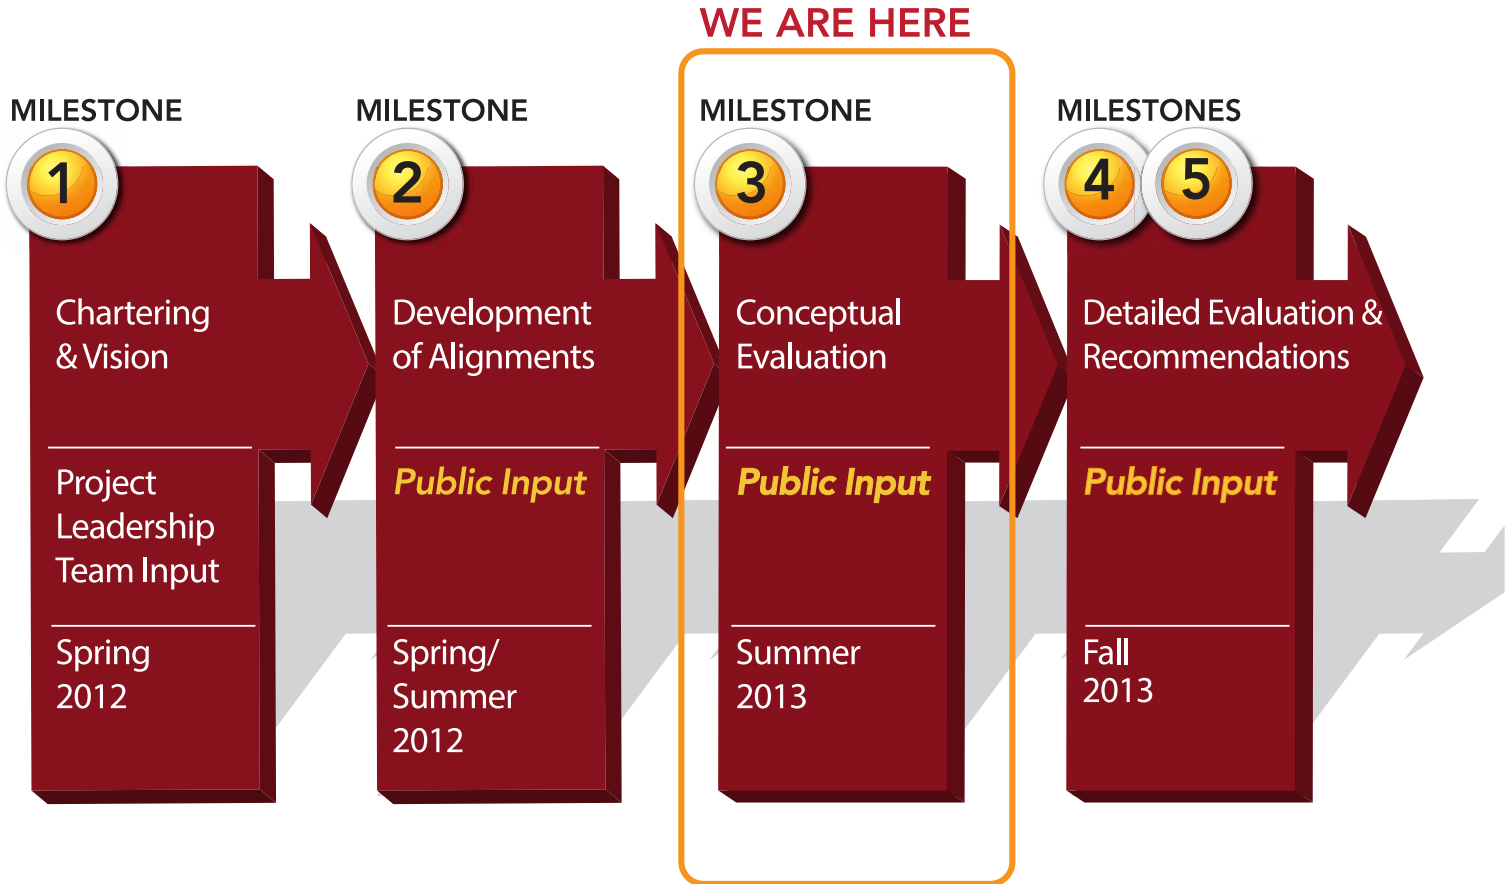 WE ARE HERE
MILESTONE
1
Chartering
& Vision
Project
Leadership
Team Input
Spring
2012
MILESTONE
2
Development
of Alignments
Public Input
Spring/
Summer
2012
MILESTONE
3
Conceptual
Evaluation
Public Input
Summer
2013
MILESTONES
4 5
Detailed Evaluation &
Recommendations
Public Input
Fall
2013